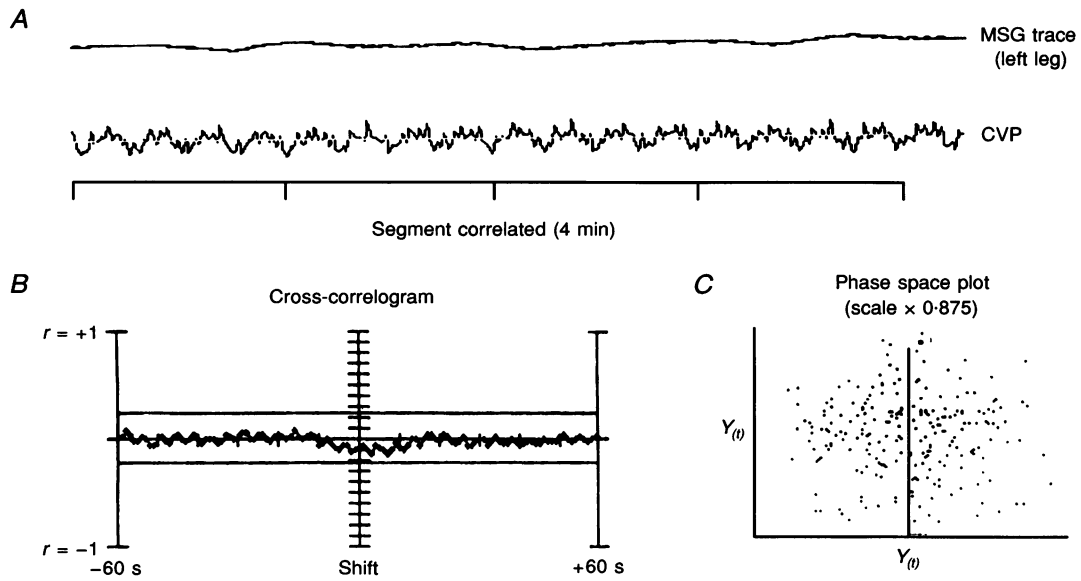 A
MSG trace
(left leg)
CVP
Segment correlated (4 min)
B
Cross-correlogram
r = +1
r = −1
−60 s
Shift
+60 s
C
Phase space plot
(scale × 0·875)
Y(t)
Y(t)